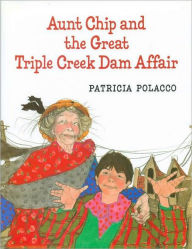 Aunt Chip and
the Great
Triple Creek Dam Affair
PATRICIA POLACCO